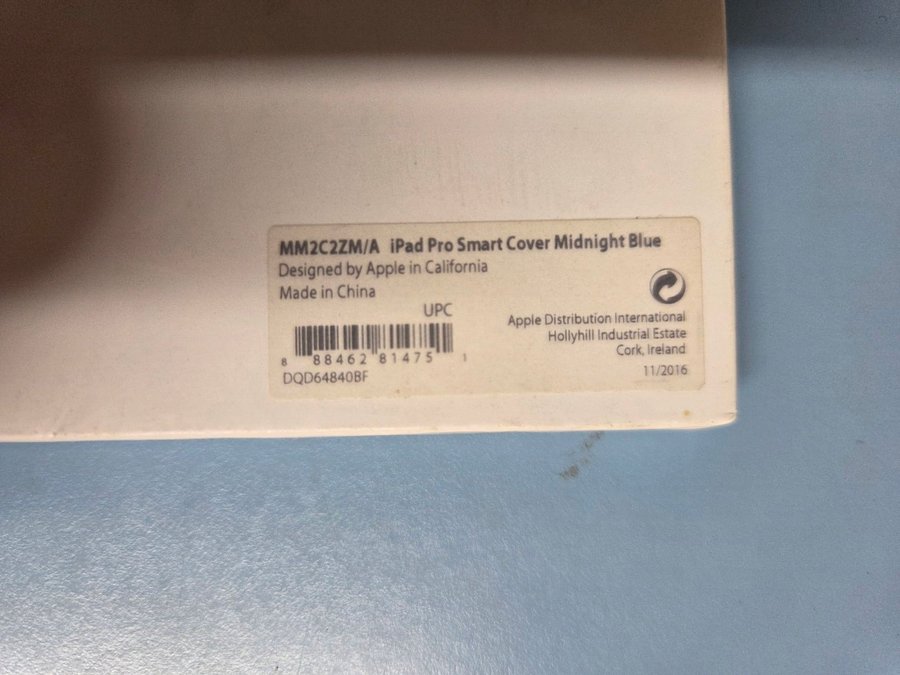 MM2C2ZM/A iPad Pro Smart Cover Midnight Blue
Designed by Apple in California
Made in China
UPC
8 88462 81475 1
DQD64840BF
Apple Distribution International
Hollyhill Industrial Estate
Cork, Ireland
11/2016